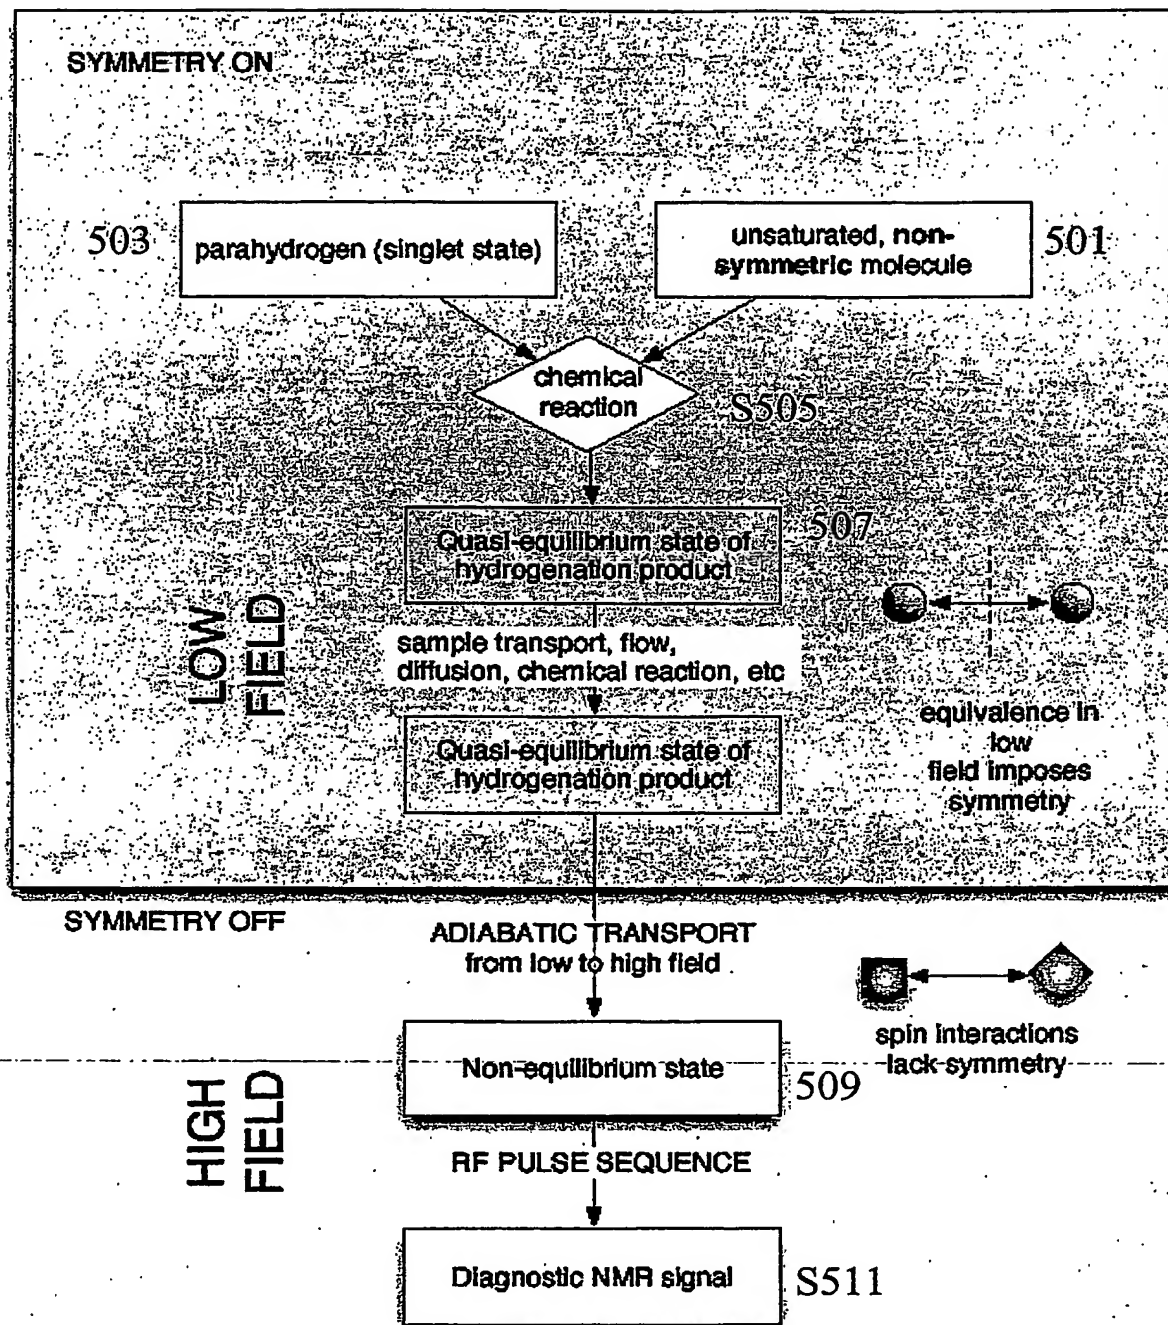 SYMMETRY ON
503
parahydrogen (singlet state)
unsaturated, non-
symmetric molecule
501
chemical
reaction
S505
Quasi-equilibrium state of
hydrogenation product
507
LOW
FIELD
sample transport, flow,
diffusion, chemical reaction, etc
Quasi-equilibrium state of
hydrogenation product
equivalence in
low
field imposes
symmetry
SYMMETRY OFF
ADIABATIC TRANSPORT
from low to high field
spin interactions
lack symmetry
Non-equilibrium state
509
HIGH
FIELD
RF PULSE SEQUENCE
Diagnostic NMR signal
S511